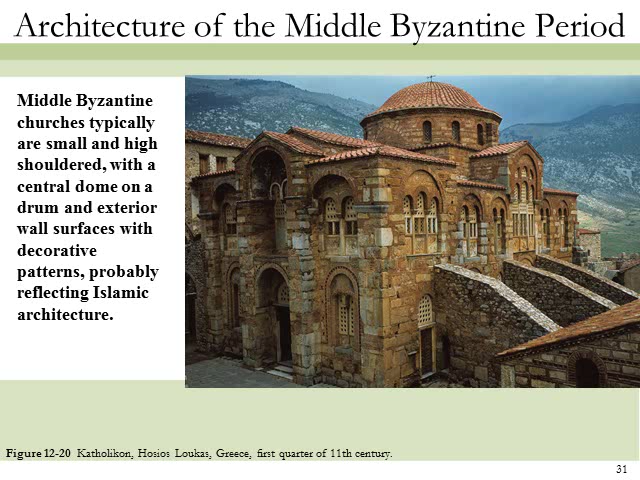 Architecture of the Middle Byzantine Period
Middle Byzantine
churches typically
are small and high
shouldered, with a
central dome on a
drum and exterior
wall surfaces with
decorative
patterns, probably
reflecting Islamic
architecture.
Figure 12-20 Katholikon, Hosios Loukas, Greece, first quarter of 11th century.
31